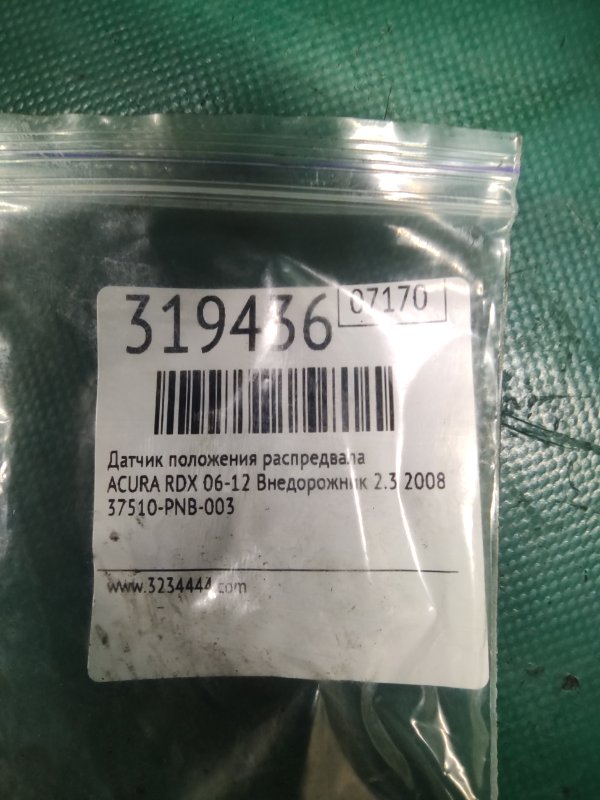 319436 07170
Датчик положения распредвала
ACURA RDX 06-12 Внедорожник 2.3 2008
37510-PNB-003
www.3234444.com